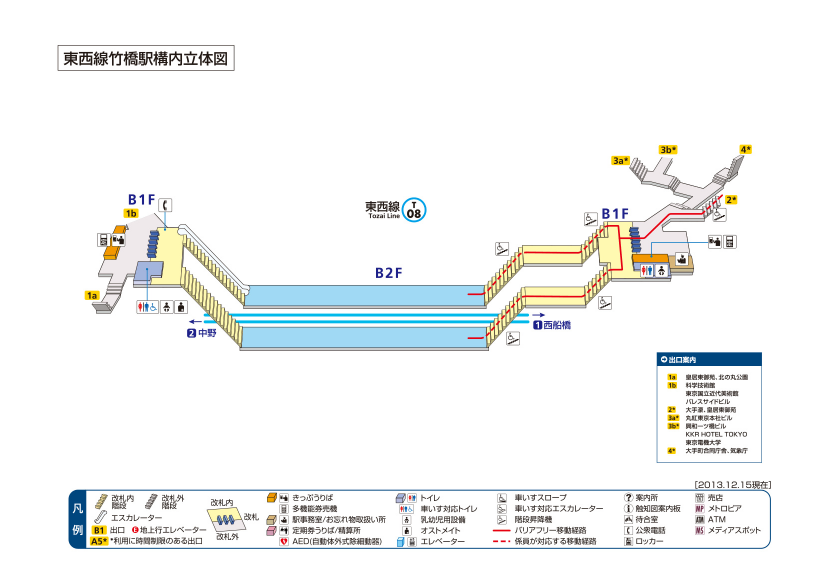 東西線竹橋駅構内立体図
3b*
4*
3a*
B1F
1b
東西線
Tozai Line
T
08
2*
B1F
B2F
1a
1 西船橋
2 中野
出口案内
1a 皇居東御苑、北の丸公園
1b 科学技術館
東京国立近代美術館
パレスサイドビル
2* 大手濠、皇居東御苑
3a* 丸紅東京本社ビル
3b* 興和一ツ橋ビル
KKR HOTEL TOKYO
東京電機大学
4* 大手町合同庁舎、気象庁
[2013.12.15現在]
凡例
改札内階段
改札外階段
エスカレーター
B1 出口
E 地上行エレベーター
A5* *利用に時間制限のある出口
改札内
改札
改札外
きっぷうりば
多機能券売機
駅事務室/お忘れ物取扱い所
定期券うりば/精算所
AED(自動体外式除細動器)
トイレ
車いす対応トイレ
乳幼児用設備
オストメイト
エレベーター
車いすスロープ
車いす対応エスカレーター
階段昇降機
バリアフリー移動経路
係員が対応する移動経路
? 案内所
触知図案内板
待合室
公衆電話
ロッカー
売店
MP メトロピア
ATM ATM
MS メディアスポット